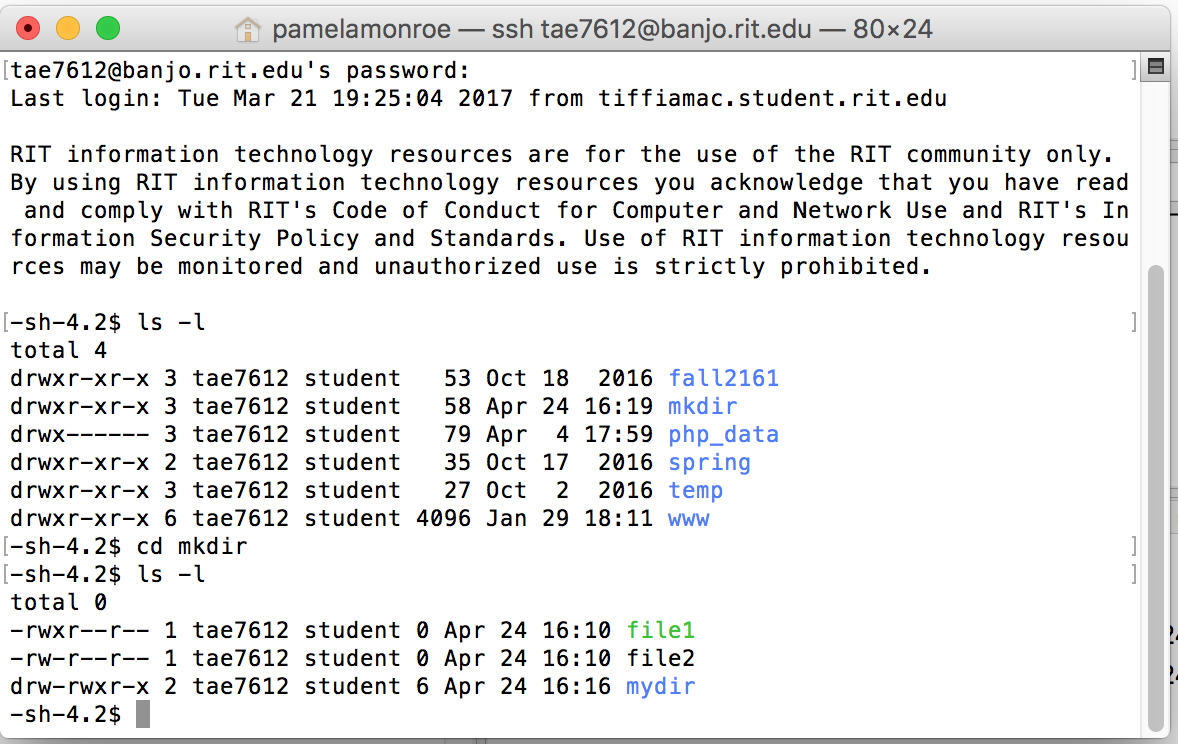 pamelamonroe — ssh tae7612@banjo.rit.edu — 80×24
[tae7612@banjo.rit.edu's password: ]
Last login: Tue Mar 21 19:25:04 2017 from tiffiamac.student.rit.edu

RIT information technology resources are for the use of the RIT community only.
By using RIT information technology resources you acknowledge that you have read
 and comply with RIT's Code of Conduct for Computer and Network Use and RIT's In
formation Security Policy and Standards. Use of RIT information technology resou
rces may be monitored and unauthorized use is strictly prohibited.

[-sh-4.2$ ls -l ]
total 4
drwxr-xr-x 3 tae7612 student   53 Oct 18  2016 fall2161
drwxr-xr-x 3 tae7612 student   58 Apr 24 16:19 mkdir
drwx------ 3 tae7612 student   79 Apr  4 17:59 php_data
drwxr-xr-x 2 tae7612 student   35 Oct 17  2016 spring
drwxr-xr-x 3 tae7612 student   27 Oct  2  2016 temp
drwxr-xr-x 6 tae7612 student 4096 Jan 29 18:11 www
[-sh-4.2$ cd mkdir ]
[-sh-4.2$ ls -l ]
total 0
-rwxr--r-- 1 tae7612 student 0 Apr 24 16:10 file1
-rw-r--r-- 1 tae7612 student 0 Apr 24 16:10 file2
drw-rwxr-x 2 tae7612 student 6 Apr 24 16:16 mydir
-sh-4.2$